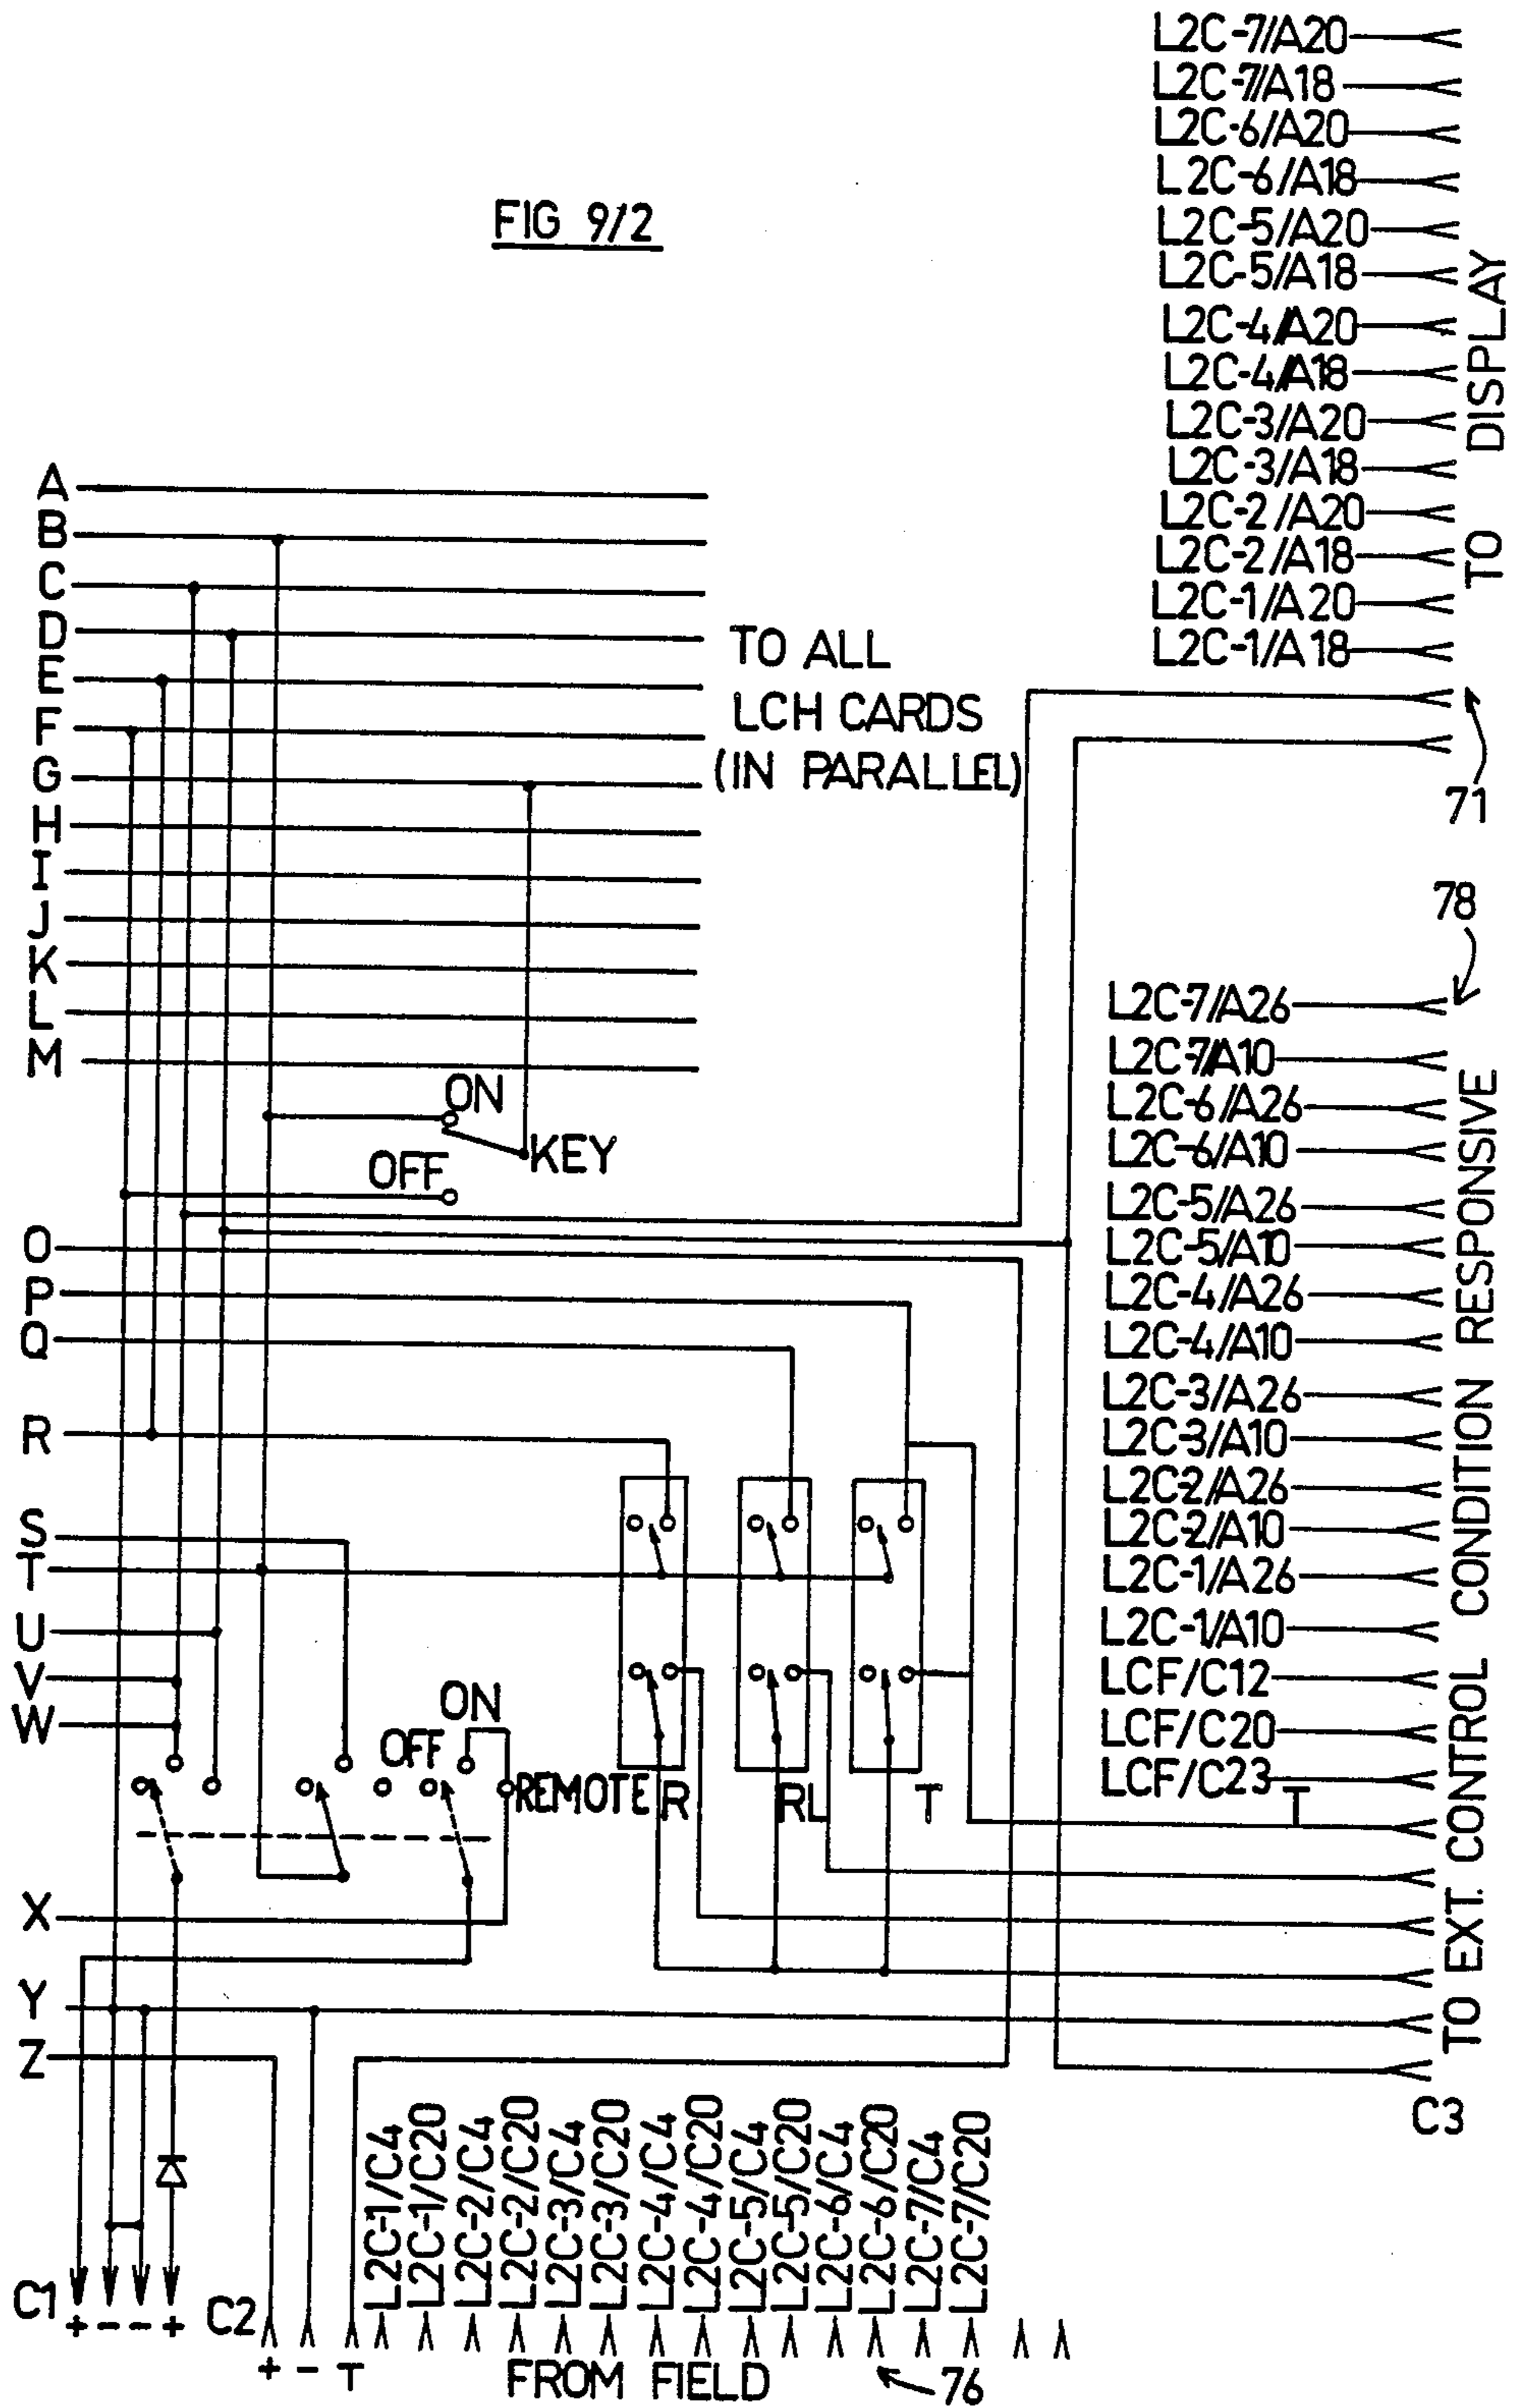 FIG 9/2
L2C-7/A20
L2C-7/A18
L2C-6/A20
L2C-6/A18
L2C-5/A20
L2C-5/A18
L2C-4/A20
L2C-4/A18
L2C-3/A20
L2C-3/A18
L2C-2/A20
L2C-2/A18
L2C-1/A20
L2C-1/A18
TO DISPLAY
71
A
B
C
D
E
F
G
H
I
J
K
L
M
TO ALL
LCH CARDS
(IN PARALLEL)
ON
OFF
KEY
78
L2C-7/A26
L2C-7/A10
L2C-6/A26
L2C-6/A10
L2C-5/A26
L2C-5/A10
L2C-4/A26
L2C-4/A10
L2C-3/A26
L2C-3/A10
L2C-2/A26
L2C-2/A10
L2C-1/A26
L2C-1/A10
LCF/C12
LCF/C20
LCF/C23
T
TO EXT. CONTROL CONDITION RESPONSIVE
O
P
Q
R
S
T
U
V
W
X
Y
Z
OFF
ON
REMOTE
R
RL
T
C3
C1
+ - - +
C2
+ - T
L2C-1/C4
L2C-1/C20
L2C-2/C4
L2C-2/C20
L2C-3/C4
L2C-3/C20
L2C-4/C4
L2C-4/C20
L2C-5/C4
L2C-5/C20
L2C-6/C4
L2C-6/C20
L2C-7/C4
L2C-7/C20
FROM FIELD
76